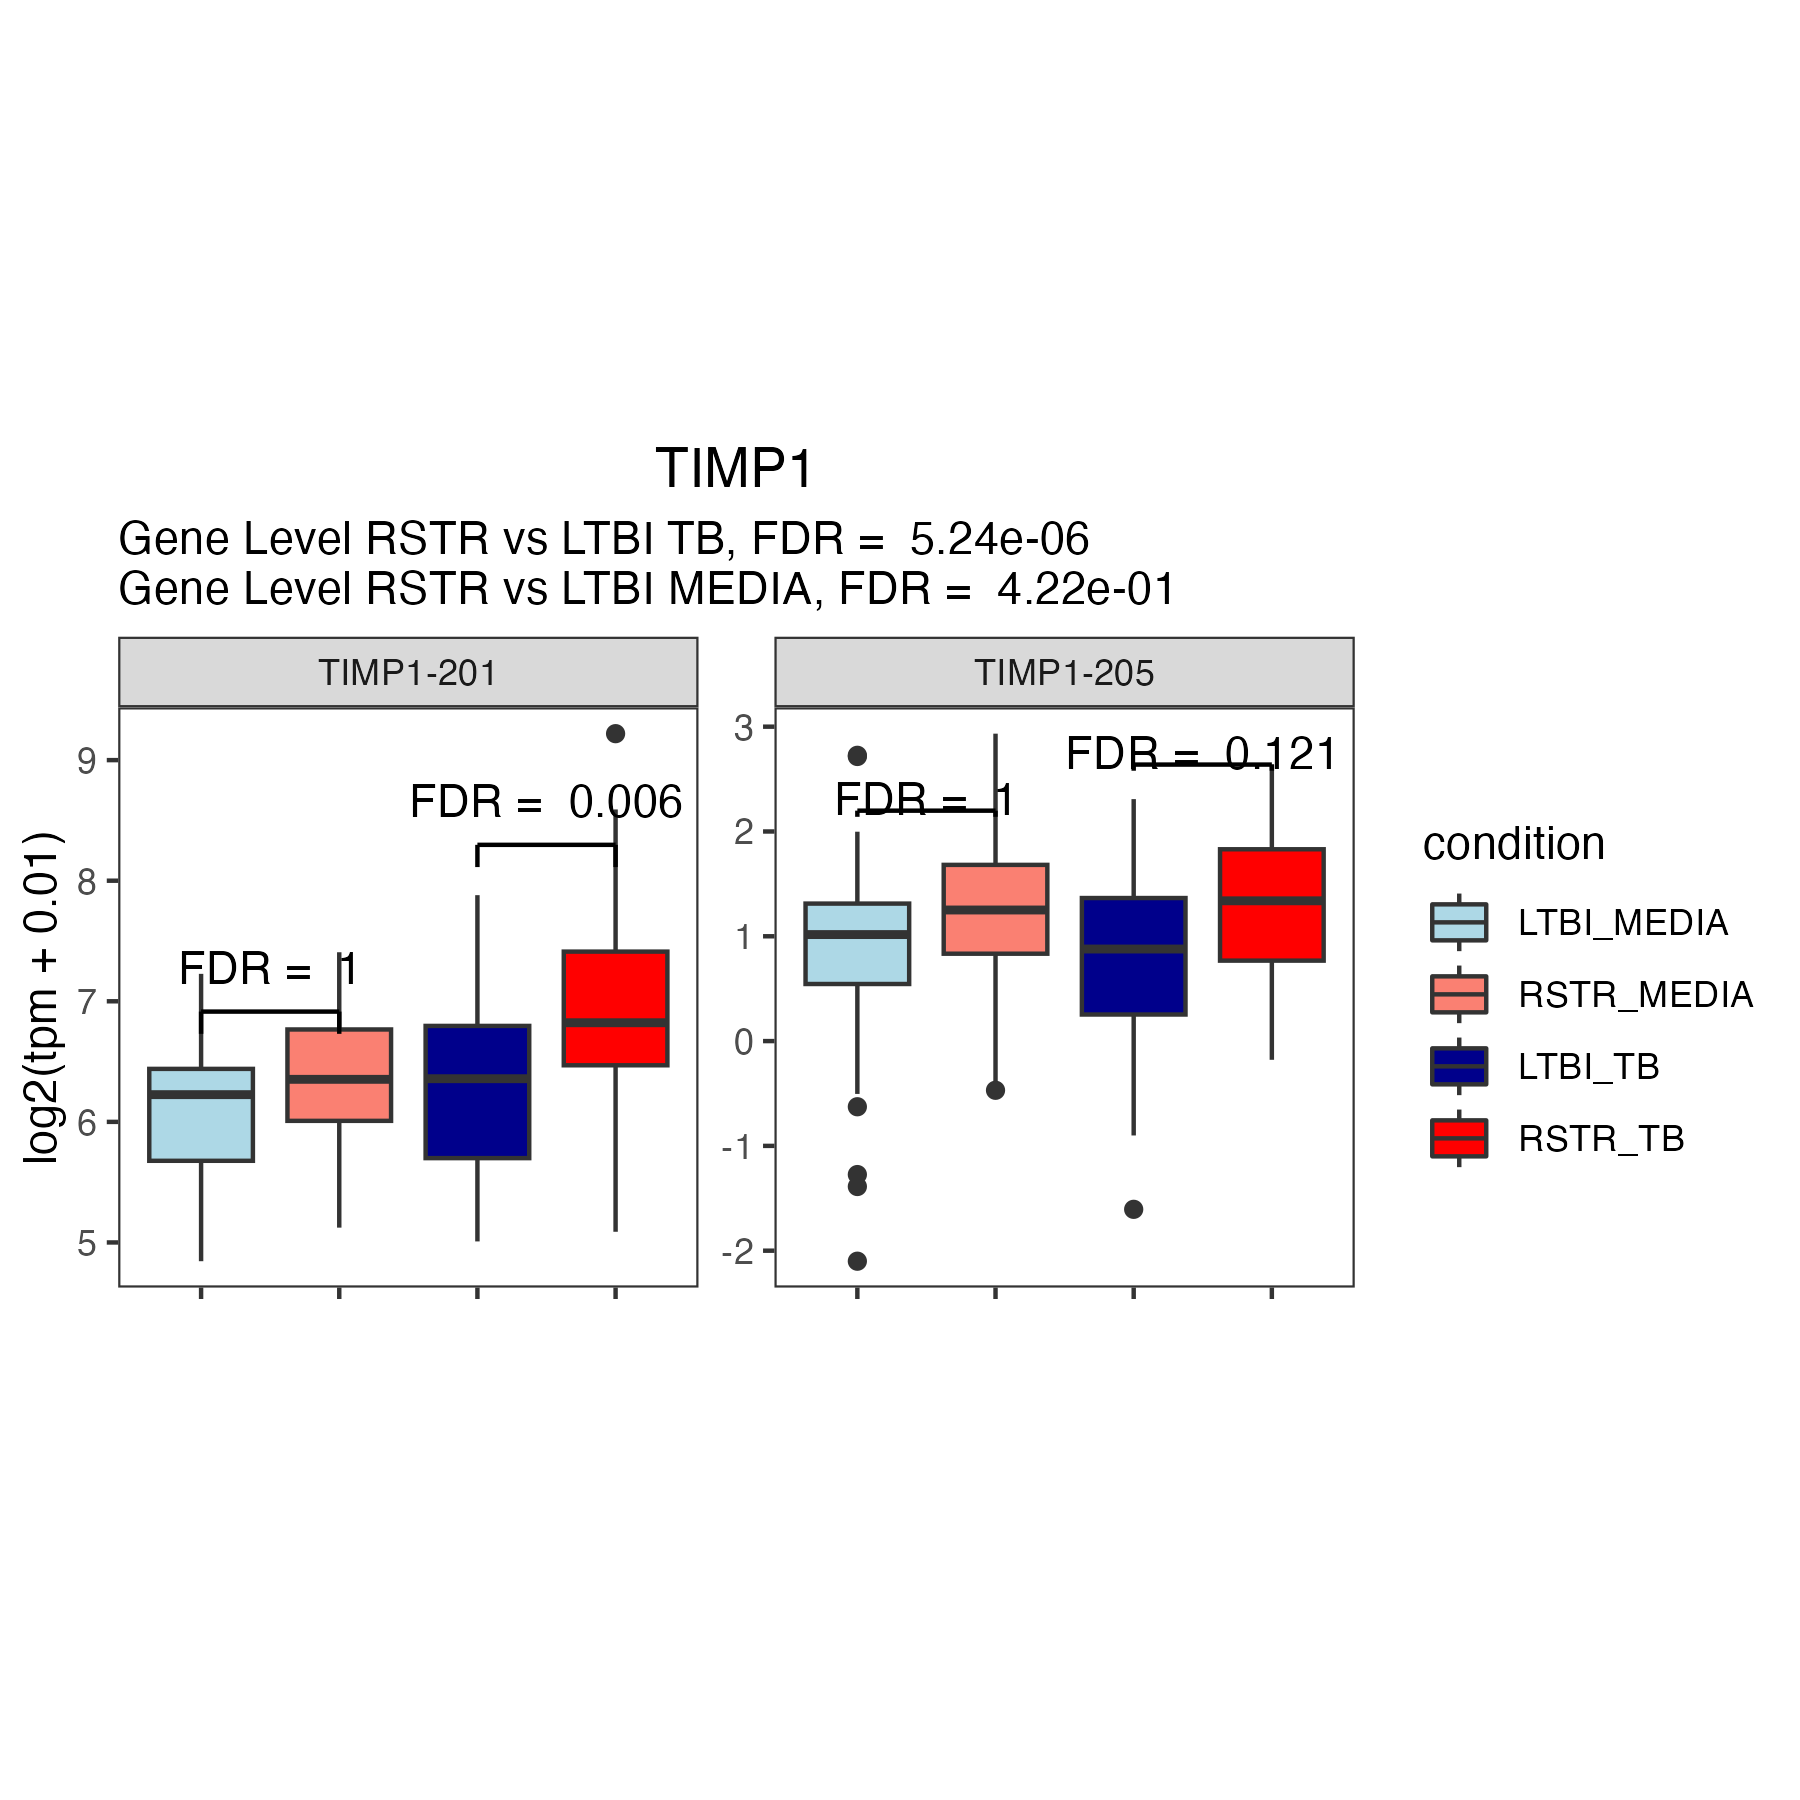 TIMP1
Gene Level RSTR vs LTBI TB, FDR = 5.24e-06
Gene Level RSTR vs LTBI MEDIA, FDR = 4.22e-01
TIMP1-201
TIMP1-205
log2(tpm + 0.01)
9
8
7
6
5
FDR = 1
FDR = 0.006
3
2
1
0
-1
-2
FDR = 1
FDR = 0.121
condition
LTBI_MEDIA
RSTR_MEDIA
LTBI_TB
RSTR_TB